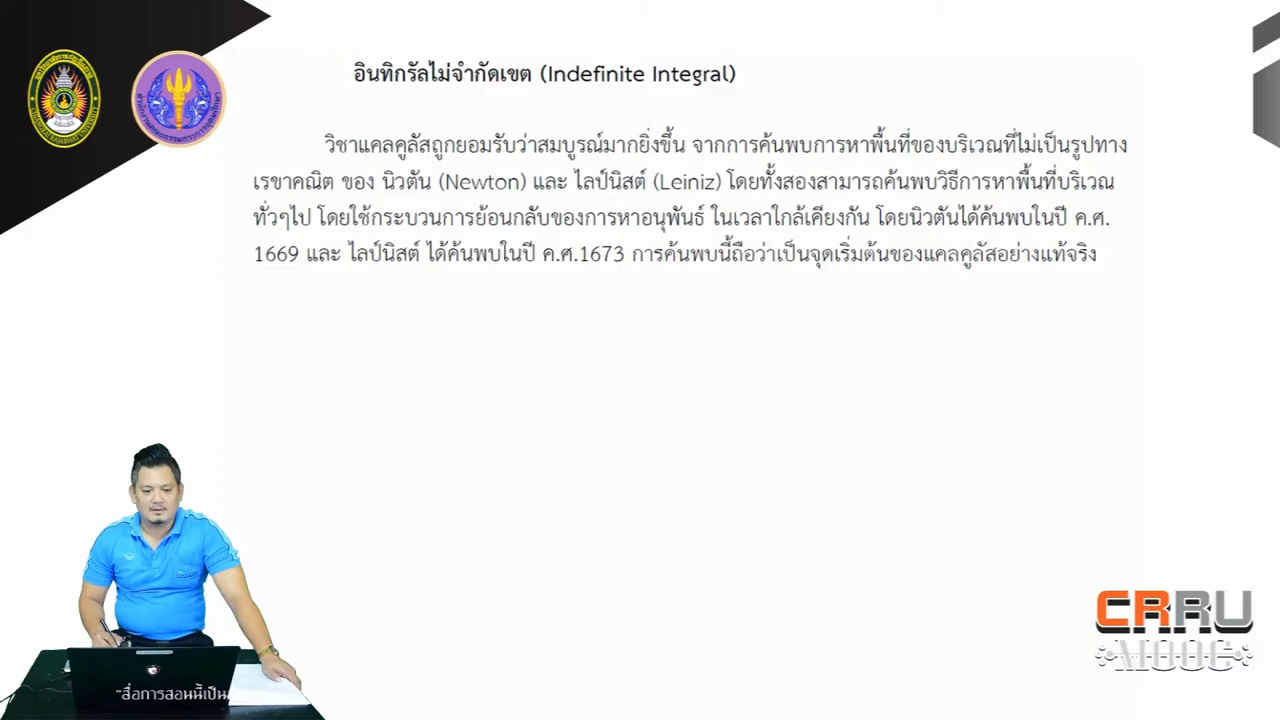 อินทิกรัลไม่จำกัดเขต (Indefinite Integral)
วิชาแคลคูลัสถูกยอมรับว่าสมบูรณ์มากยิ่งขึ้น จากการค้นพบการหาพื้นที่ของบริเวณที่ไม่เป็นรูปทาง
เรขาคณิต ของ นิวตัน (Newton) และ ไลป์นิสต์ (Leiniz) โดยทั้งสองสามารถค้นพบวิธีการหาพื้นที่บริเวณ
ทั่วๆไป โดยใช้กระบวนการย้อนกลับของการหาอนุพันธ์ ในเวลาใกล้เคียงกัน โดยนิวตันได้ค้นพบในปี ค.ศ.
1669 และ ไลป์นิสต์ ได้ค้นพบในปี ค.ศ.1673 การค้นพบนี้ถือว่าเป็นจุดเริ่มต้นของแคลคูลัสอย่างแท้จริง
CRRU
MOOC
"สื่อการสอนนี้เป็น